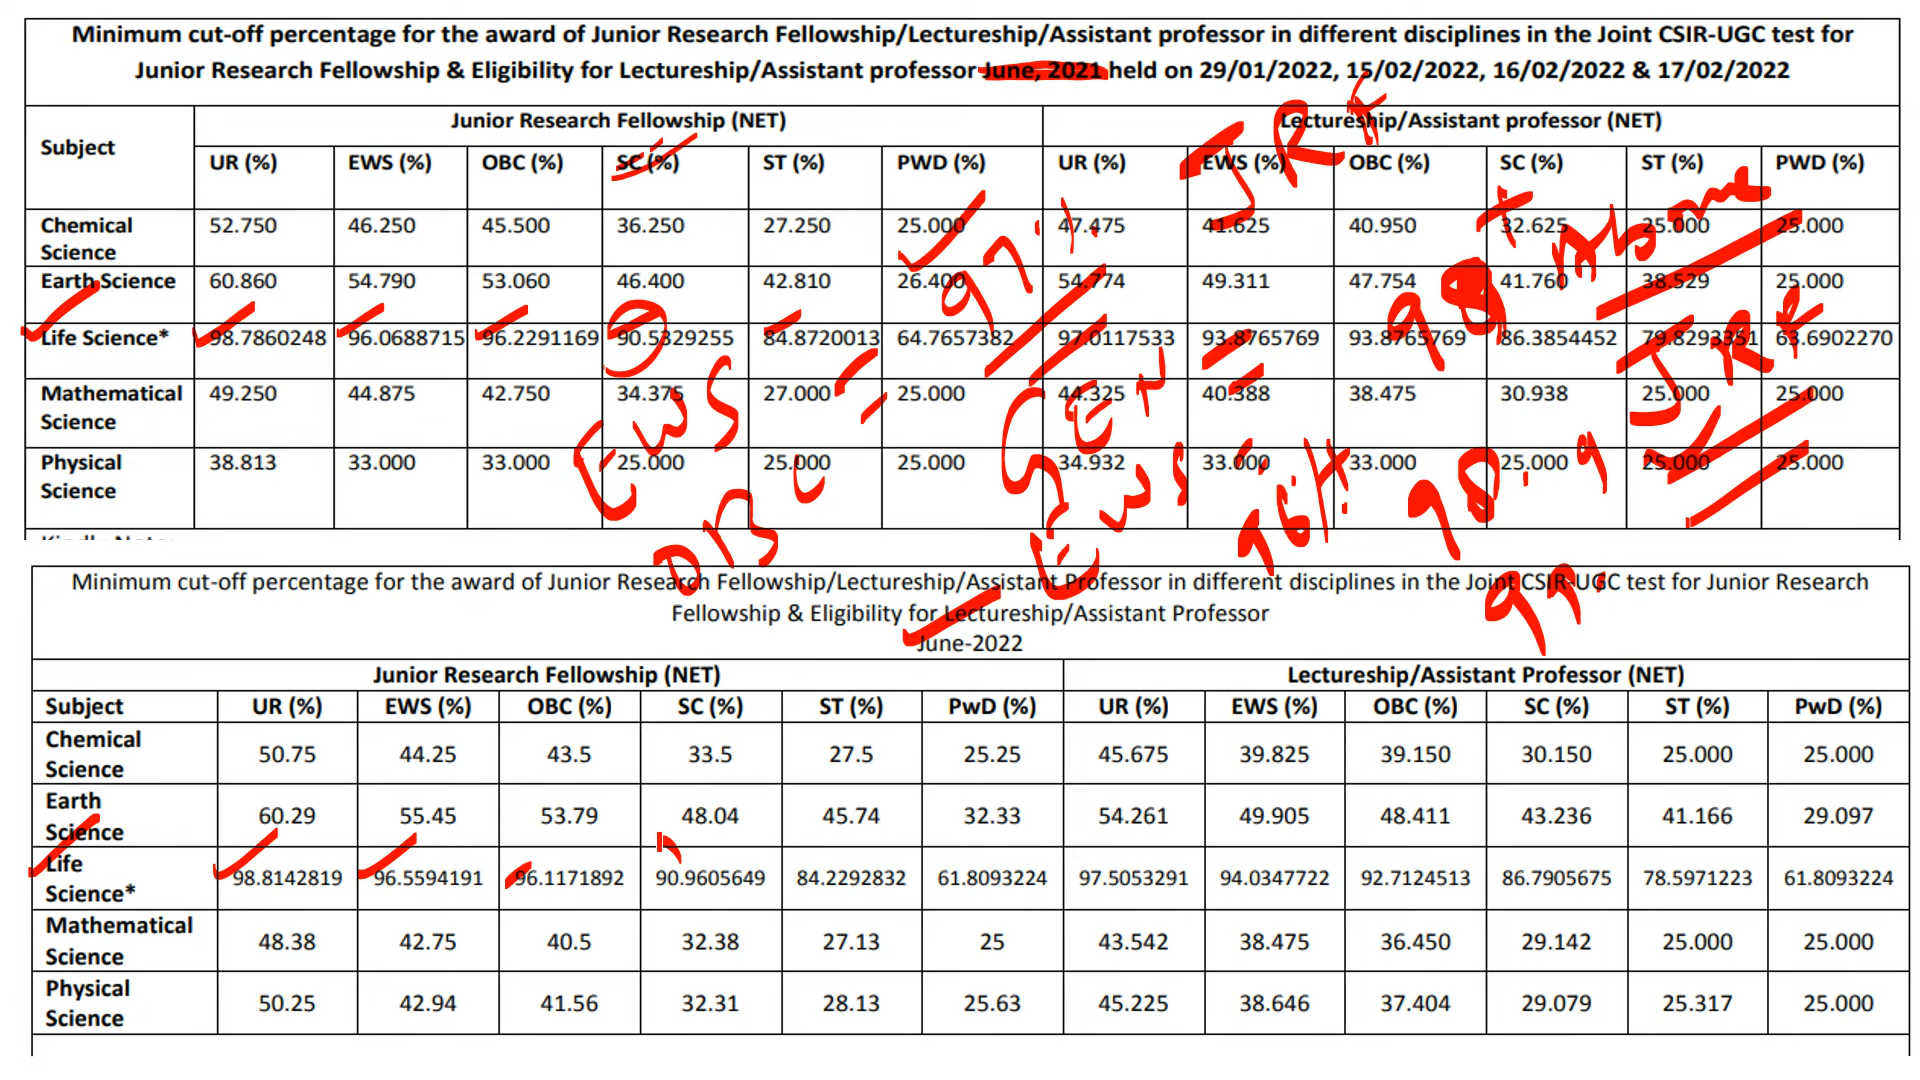 Minimum cut-off percentage for the award of Junior Research Fellowship/Lectureship/Assistant professor in different disciplines in the Joint CSIR-UGC test for
Junior Research Fellowship & Eligibility for Lectureship/Assistant professor June, 2021 held on 29/01/2022, 15/02/2022, 16/02/2022 & 17/02/2022
Subject Junior Research Fellowship (NET) Lectureship/Assistant professor (NET)
UR (%) EWS (%) OBC (%) SC (%) ST (%) PWD (%) UR (%) EWS (%) OBC (%) SC (%) ST (%) PWD (%)
Chemical Science 52.750 46.250 45.500 36.250 27.250 25.000 47.475 41.625 40.950 32.625 25.000 25.000
Earth Science 60.860 54.790 53.060 46.400 42.810 26.400 54.774 49.311 47.754 41.760 38.529 25.000
Life Science* 98.7860248 96.0688715 96.2291169 90.5329255 84.8720013 64.7657382 97.0117533 93.8765769 93.8765769 86.3854452 79.8293351 63.6902270
Mathematical Science 49.250 44.875 42.750 34.375 27.000 25.000 44.325 40.388 38.475 30.938 25.000 25.000
Physical Science 38.813 33.000 33.000 25.000 25.000 25.000 34.932 33.000 33.000 25.000 25.000 25.000
JRF
97%
98+
Above
JRF
EWS
OBC
GEN
EWS
96%
98.9
99.
Minimum cut-off percentage for the award of Junior Research Fellowship/Lectureship/Assistant Professor in different disciplines in the Joint CSIR-UGC test for Junior Research
Fellowship & Eligibility for Lectureship/Assistant Professor
June-2022
Junior Research Fellowship (NET) Lectureship/Assistant Professor (NET)
Subject UR (%) EWS (%) OBC (%) SC (%) ST (%) PwD (%) UR (%) EWS (%) OBC (%) SC (%) ST (%) PwD (%)
Chemical Science 50.75 44.25 43.5 33.5 27.5 25.25 45.675 39.825 39.150 30.150 25.000 25.000
Earth Science 60.29 55.45 53.79 48.04 45.74 32.33 54.261 49.905 48.411 43.236 41.166 29.097
Life Science* 98.8142819 96.5594191 96.1171892 90.9605649 84.2292832 61.8093224 97.5053291 94.0347722 92.7124513 86.7905675 78.5971223 61.8093224
Mathematical Science 48.38 42.75 40.5 32.38 27.13 25 43.542 38.475 36.450 29.142 25.000 25.000
Physical Science 50.25 42.94 41.56 32.31 28.13 25.63 45.225 38.646 37.404 29.079 25.317 25.000